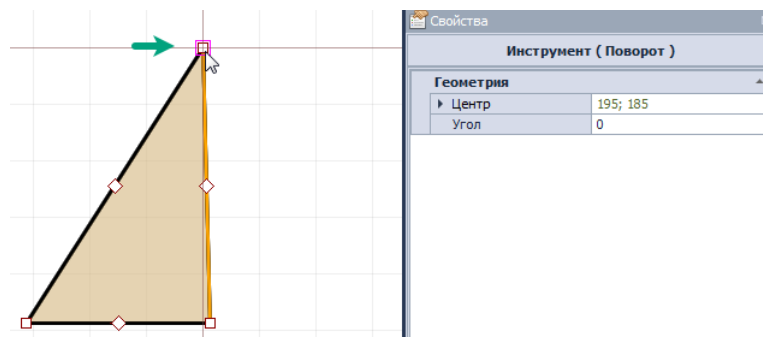 Свойства
Инструмент ( Поворот )
Геометрия
Центр 195; 185
Угол 0